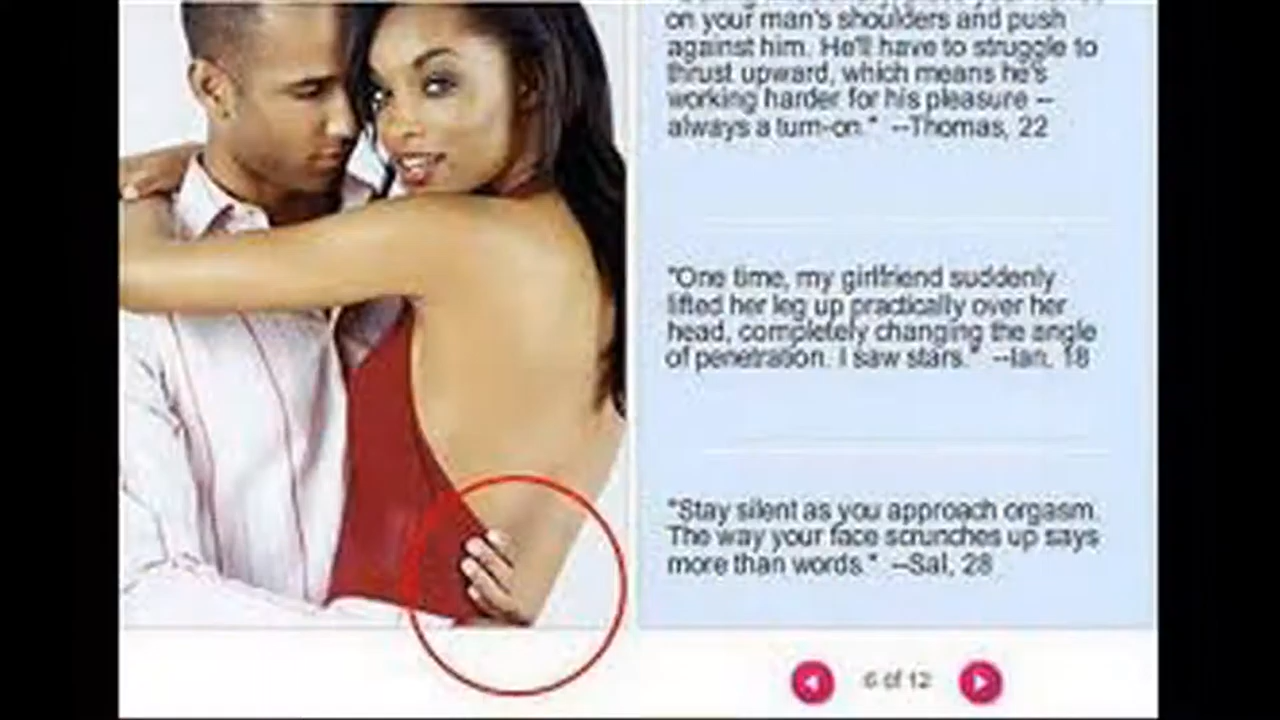 on your man's shoulders and push
against him. He'll have to struggle to
thrust upward, which means he's
working harder for his pleasure --
always a turn-on." --Thomas, 22
"One time, my girlfriend suddenly
lifted her leg up practically over her
head, completely changing the angle
of penetration. I saw stars." --Ian, 18
"Stay silent as you approach orgasm.
The way your face scrunches up says
more than words." --Sal, 28
6 of 12